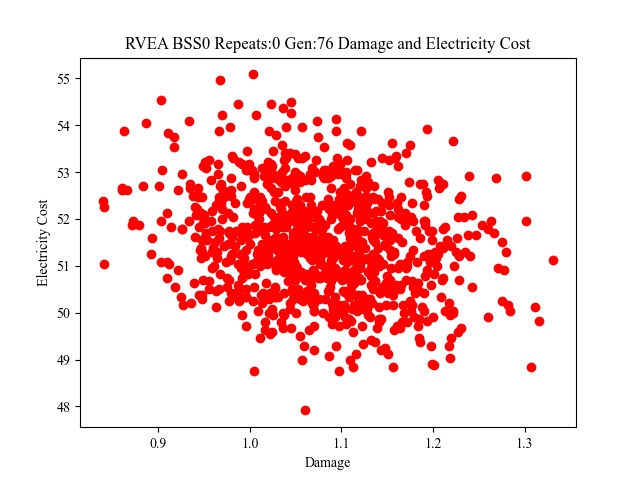 RVEA BSS0 Repeats:0 Gen:76 Damage and Electricity Cost
55
54
53
52
51
50
49
48
Electricity Cost
0.9 1.0 1.1 1.2 1.3
Damage